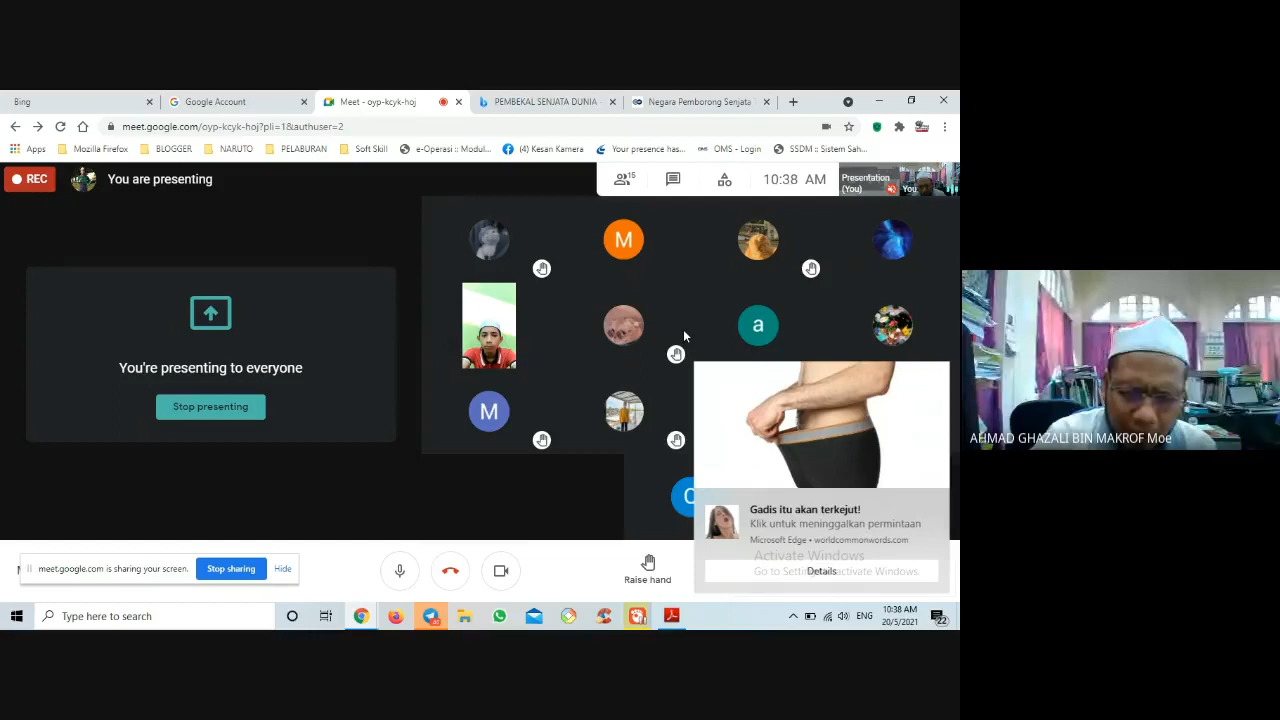 Bing
Google Account
Meet - oyp-kcyk-hoj
PEMBEKAL SENJATA DUNIA -
Negara Pemborong Senjata
meet.google.com/oyp-kcyk-hoj?pli=1&authuser=2
Apps
Mozilla Firefox
BLOGGER
NARUTO
PELABURAN
Soft Skill
e-Operasi :: Modul...
(4) Kesan Kamera
Your presence has...
OMS - Login
SSDM :: Sistem Sah...
REC
You are presenting
15
10:38 AM
Presentation
(You)
You
M
a
You're presenting to everyone
Stop presenting
M
AHMAD GHAZALI BIN MAKROF Moe
Gadis itu akan terkejut!
Klik untuk meninggalkan permintaan
Microsoft Edge • worldcommonwords.com
Activate Windows
Go to Settings to activate Windows.
Details
meet.google.com is sharing your screen.
Stop sharing
Hide
Raise hand
Type here to search
ENG
10:38 AM
20/5/2021
22